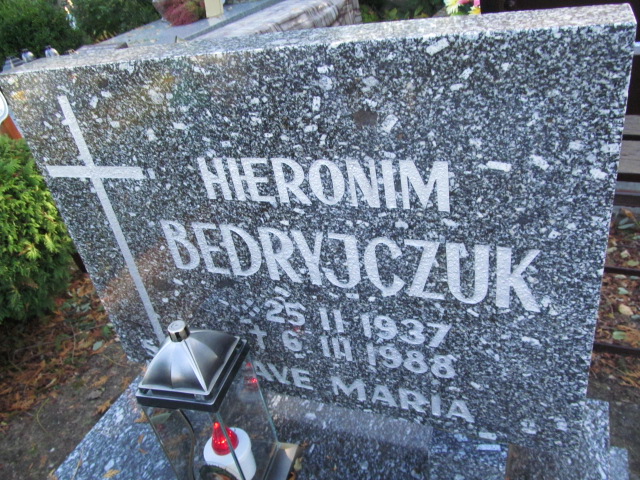 HIERONIM
BEDRYJCZUK
25 II 1937
+ 6. III 1988
AVE MARIA